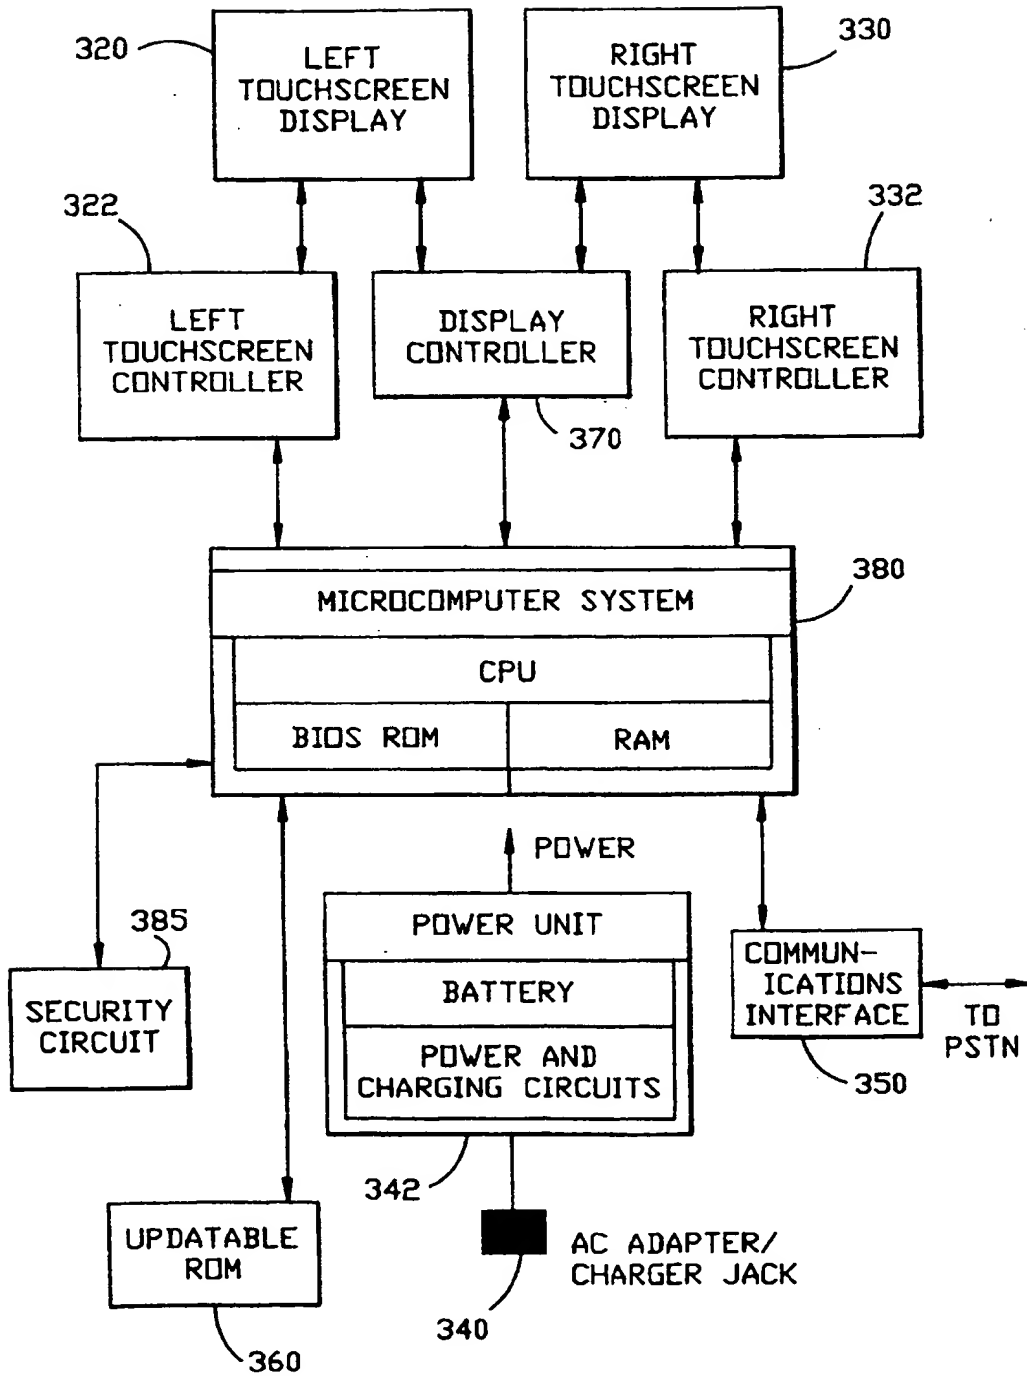 320
LEFT
TOUCHSCREEN
DISPLAY
RIGHT
TOUCHSCREEN
DISPLAY
330
322
LEFT
TOUCHSCREEN
CONTROLLER
DISPLAY
CONTROLLER
370
332
RIGHT
TOUCHSCREEN
CONTROLLER
380
MICROCOMPUTER SYSTEM
CPU
BIOS ROM
RAM
POWER
385
SECURITY
CIRCUIT
POWER UNIT
BATTERY
POWER AND
CHARGING CIRCUITS
342
COMMUN-
ICATIONS
INTERFACE
350
TO
PSTN
UPDATABLE
ROM
360
AC ADAPTER/
CHARGER JACK
340